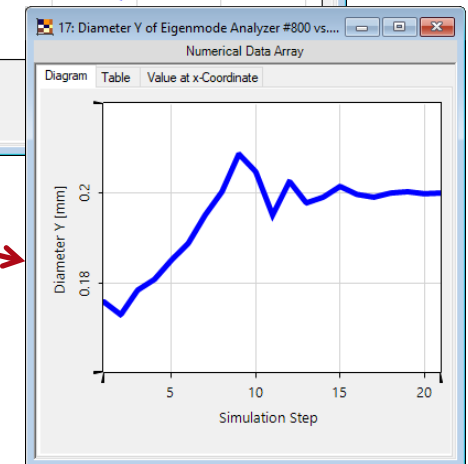 17: Diameter Y of Eigenmode Analyzer #800 vs....
Numerical Data Array
Diagram Table Value at x-Coordinate
Diameter Y [mm]
0.2
0.18
5 10 15 20
Simulation Step